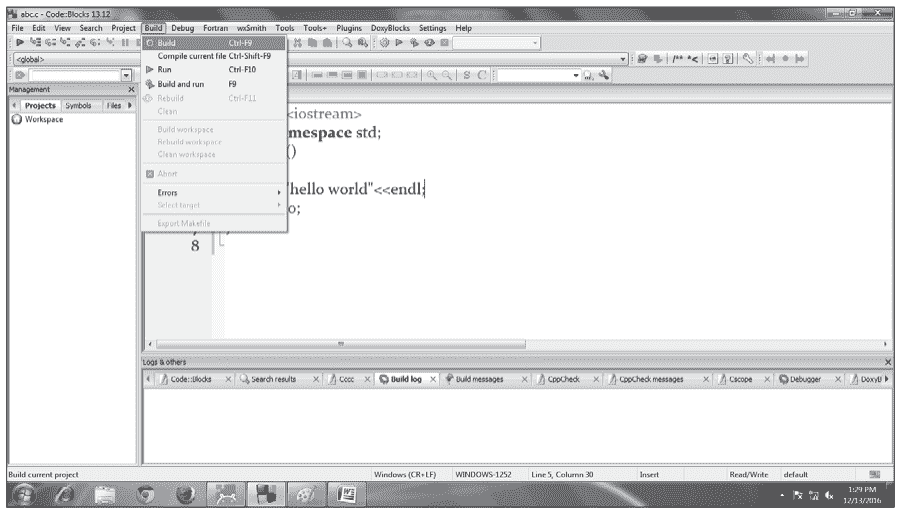 abc.c - Code::Blocks 13.12
File Edit View Search Project Build Debug Fortran wxSmith Tools Tools+ Plugins DoxyBlocks Settings Help
Build Ctrl-F9
<global>
Compile current file Ctrl-Shift-F9
Run Ctrl-F10
Build and run F9
Rebuild Ctrl-F11
Clean
Build workspace
Rebuild workspace
Clean workspace
Abort
Errors
Select target
Export Makefile
Management
Projects Symbols Files
Workspace
<iostream>
mespace std;
()
"hello world"<<endl;
8
Logs & others
Code::Blocks Search results Cccc Build log Build messages CppCheck CppCheck messages Cscope Debugger
Build current project Windows (CR+LF) WINDOWS-1252 Line 5, Column 30 Insert Read/Write default
1:29 PM
12/13/2016